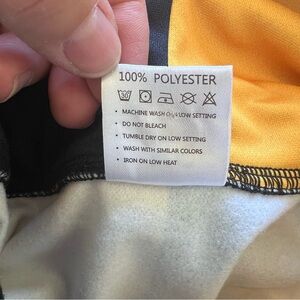 100% POLYESTER
30
• MACHINE WASH ON LOW SETTING
• DO NOT BLEACH
• TUMBLE DRY ON LOW SETTING
• WASH WITH SIMILAR COLORS
• IRON ON LOW HEAT